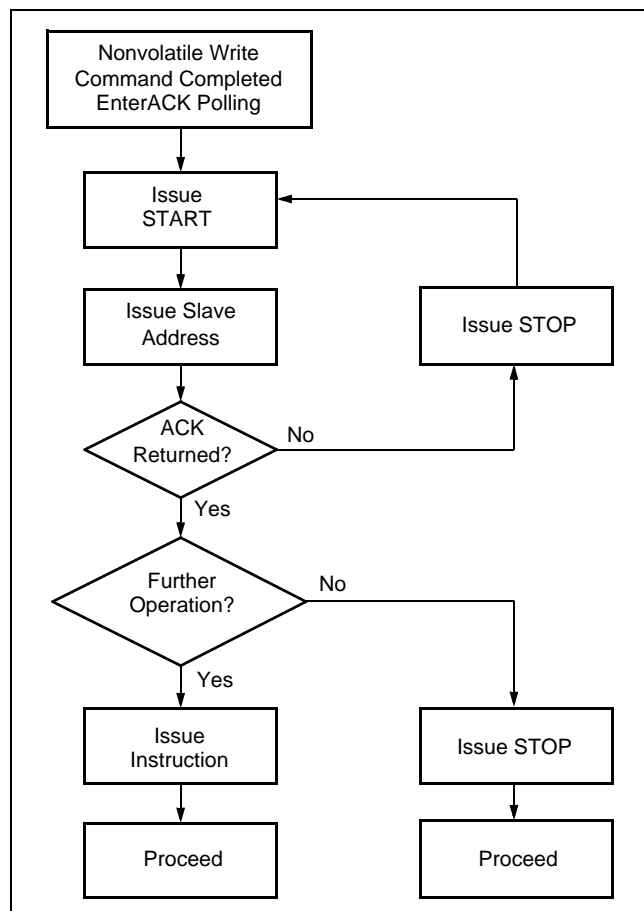 Nonvolatile Write
Command Completed
EnterACK Polling
Issue
START
Issue Slave
Address
Issue STOP
ACK
Returned?
No
Yes
Further
Operation?
No
Yes
Issue
Instruction
Issue STOP
Proceed
Proceed